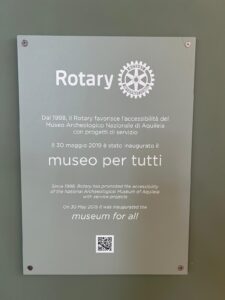 Rotary
Dal 1998, il Rotary favorisce l'accessibilità del
Museo Archeologico Nazionale di Aquileia
con progetti di servizio
Il 30 maggio 2019 è stato inaugurato il
museo per tutti
Since 1998, Rotary has promoted the accessibility
of the National Archaeological Museum of Aquileia
with service projects
On 30 May 2019 it was inaugurated the
museum for all